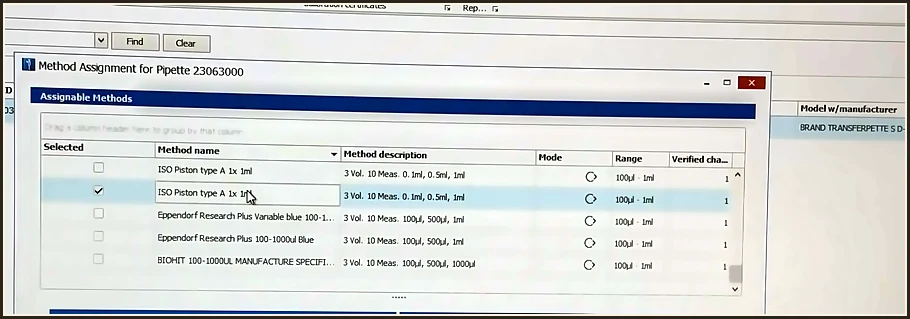 Calibration certificates Rep...
Find Clear
Method Assignment for Pipette 23063000
Assignable Methods
Model w/manufacturer
BRAND TRANSFERPETTE S D-
Drag a column header here to group by that column
Selected Method name Method description Mode Range Verified cha...
ISO Piston type A 1x 1ml 3 Vol. 10 Meas. 0.1ml, 0.5ml, 1ml 100µl - 1ml 1
ISO Piston type A 1x 1ml 3 Vol. 10 Meas. 0.1ml, 0.5ml, 1ml 100µl - 1ml 1
Eppendorf Research Plus Variable blue 100-1... 3 Vol. 10 Meas. 100µl, 500µl, 1ml 100µl - 1ml 1
Eppendorf Research Plus 100-1000ul Blue 3 Vol. 10 Meas. 100µl, 500µl, 1ml 100µl - 1ml 1
BIOHIT 100-1000UL MANUFACTURE SPECIFI... 3 Vol. 10 Meas. 100µl, 500µl, 1000µl 100µl - 1ml 1